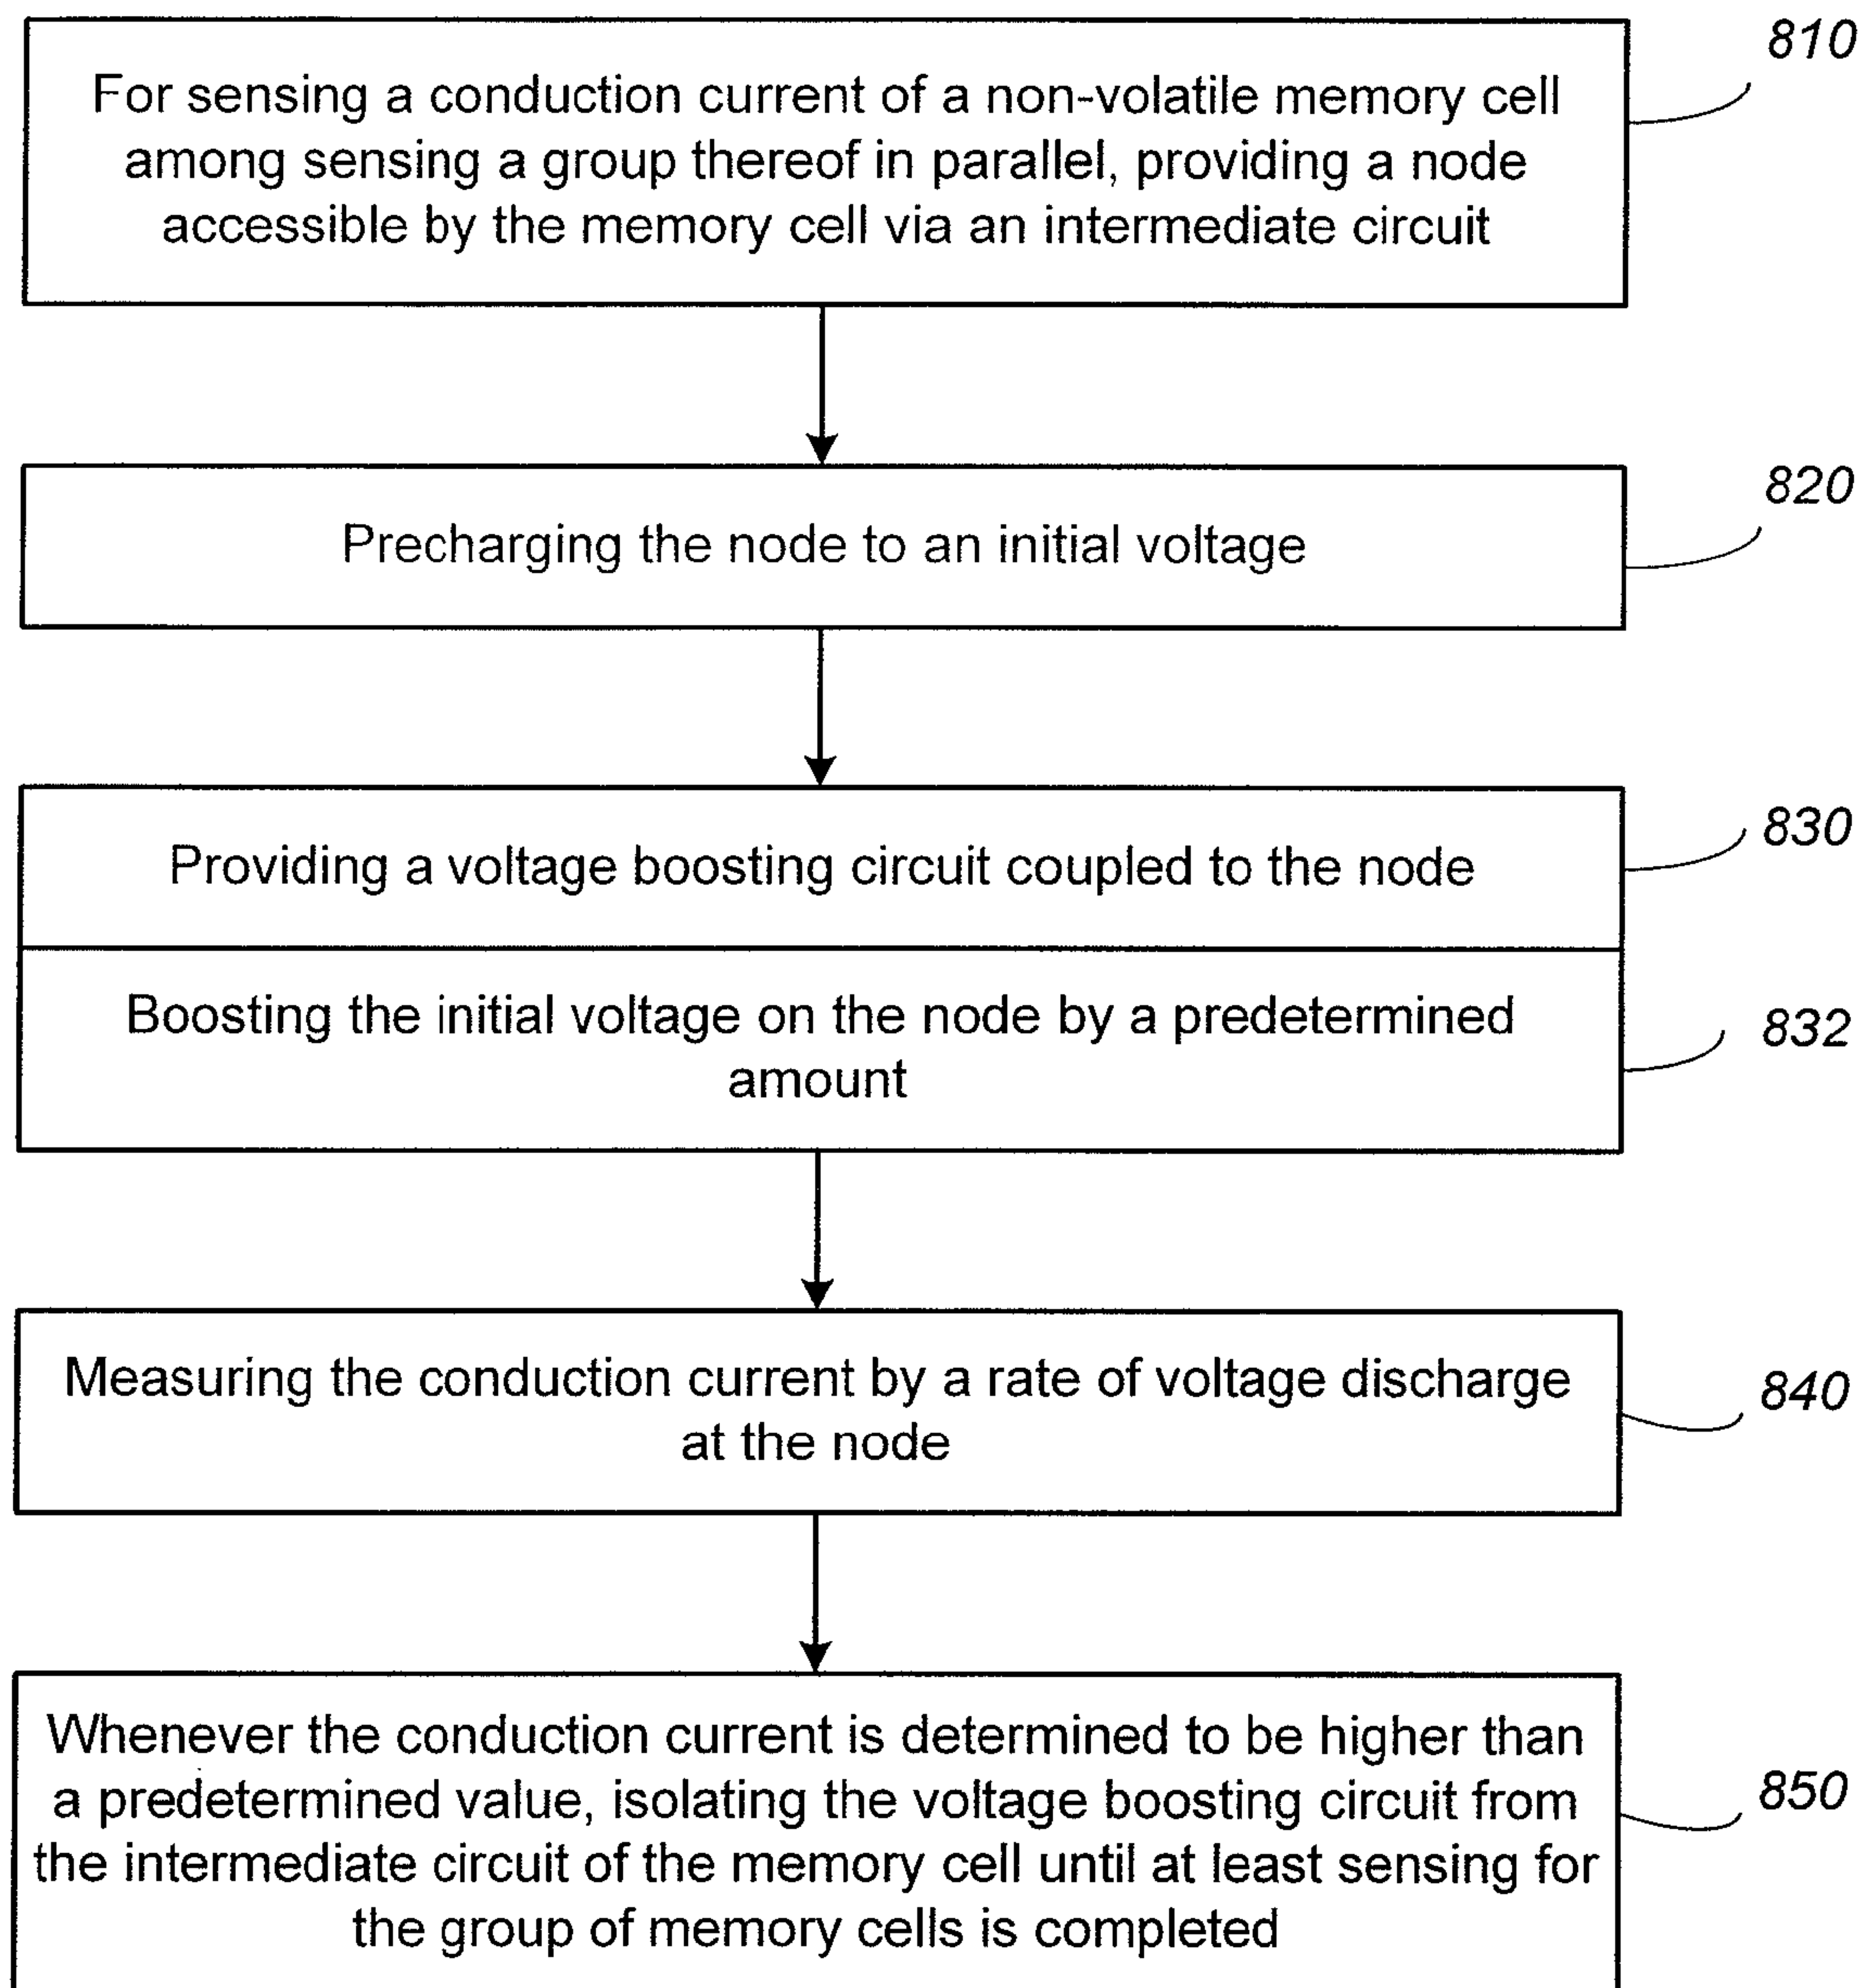 810
For sensing a conduction current of a non-volatile memory cell
among sensing a group thereof in parallel, providing a node
accessible by the memory cell via an intermediate circuit
820
Precharging the node to an initial voltage
830
Providing a voltage boosting circuit coupled to the node
Boosting the initial voltage on the node by a predetermined
amount
832
Measuring the conduction current by a rate of voltage discharge
at the node
840
Whenever the conduction current is determined to be higher than
a predetermined value, isolating the voltage boosting circuit from
the intermediate circuit of the memory cell until at least sensing for
the group of memory cells is completed
850